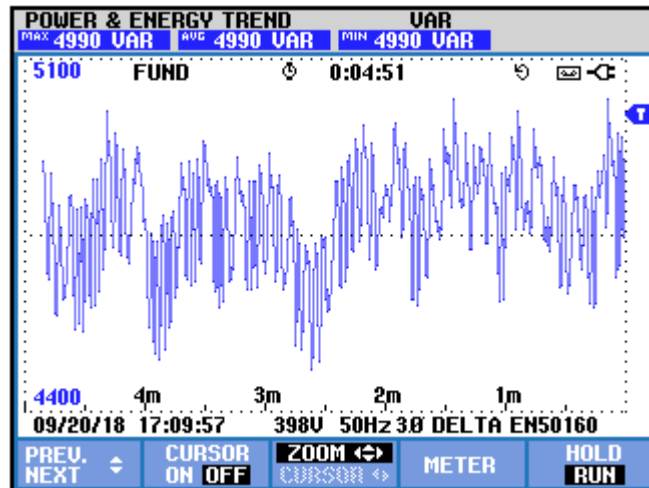 POWER & ENERGY TREND VAR
MAX 4990 VAR AVG 4990 VAR MIN 4990 VAR
5100 FUND 0:04:51
T
4400 4m 3m 2m 1m
09/20/18 17:09:57 398V 50Hz 3Ø DELTA EN50160
PREV. NEXT
CURSOR ON OFF
ZOOM
CURSOR
METER
HOLD RUN